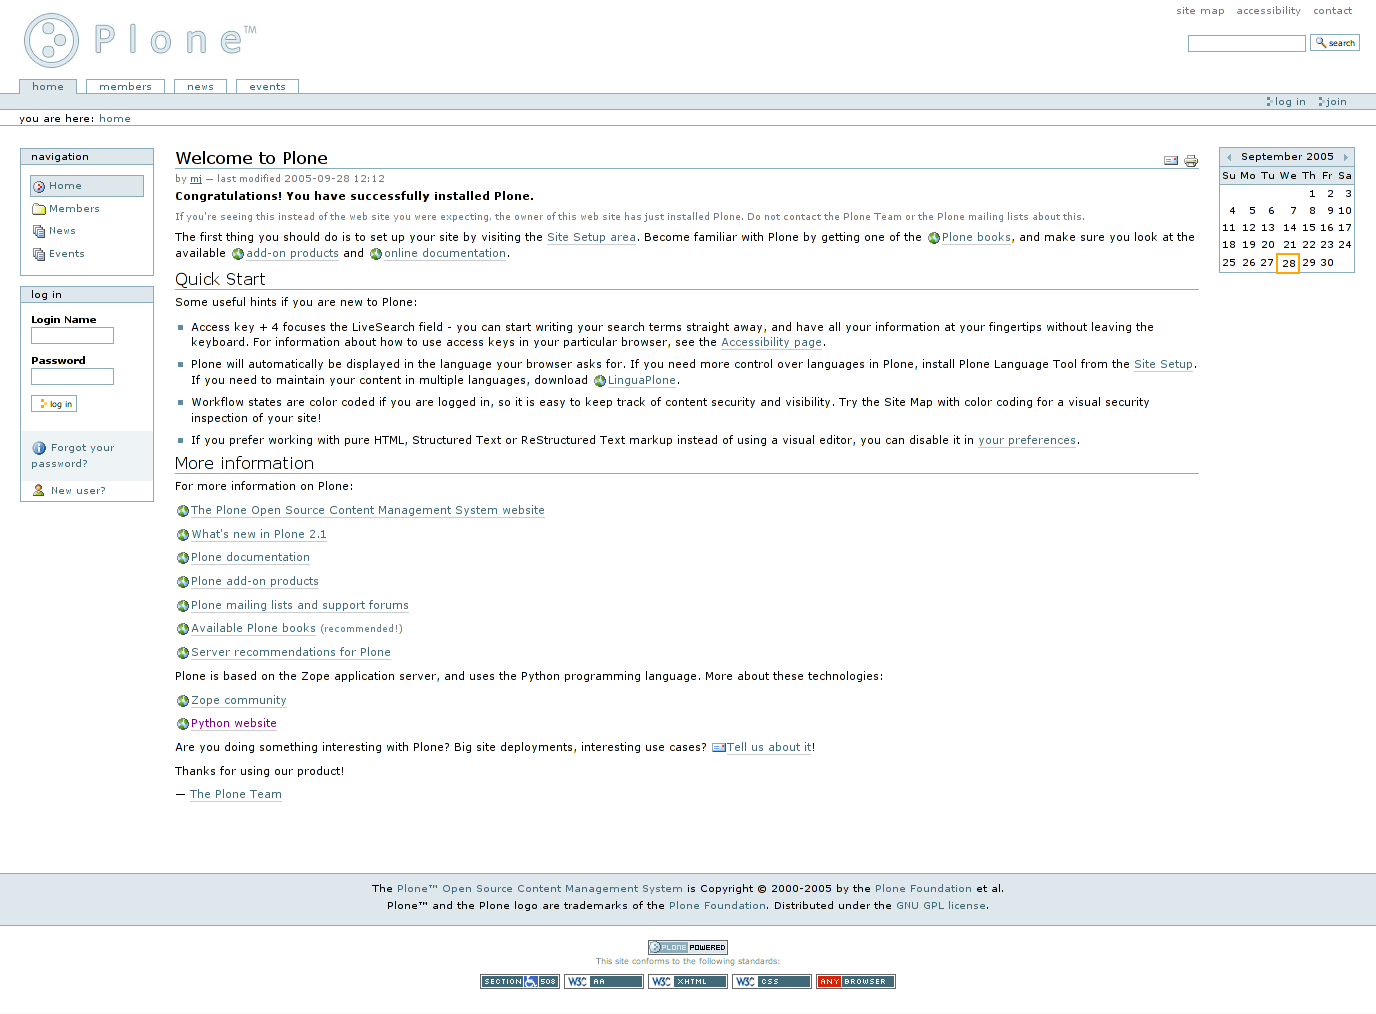 site map accessibility contact
Plone™
search
home members news events
log in join
you are here: home
navigation
Home
Members
News
Events
log in
Login Name
Password
log in
Forgot your
password?
New user?
Welcome to Plone
by mj — last modified 2005-09-28 12:12
Congratulations! You have successfully installed Plone.
If you're seeing this instead of the web site you were expecting, the owner of this web site has just installed Plone. Do not contact the Plone Team or the Plone mailing lists about this.
The first thing you should do is to set up your site by visiting the Site Setup area. Become familiar with Plone by getting one of the Plone books, and make sure you look at the
available add-on products and online documentation.
Quick Start
Some useful hints if you are new to Plone:
Access key + 4 focuses the LiveSearch field - you can start writing your search terms straight away, and have all your information at your fingertips without leaving the
keyboard. For information about how to use access keys in your particular browser, see the Accessibility page.
Plone will automatically be displayed in the language your browser asks for. If you need more control over languages in Plone, install Plone Language Tool from the Site Setup.
If you need to maintain your content in multiple languages, download LinguaPlone.
Workflow states are color coded if you are logged in, so it is easy to keep track of content security and visibility. Try the Site Map with color coding for a visual security
inspection of your site!
If you prefer working with pure HTML, Structured Text or ReStructured Text markup instead of using a visual editor, you can disable it in your preferences.
More information
For more information on Plone:
The Plone Open Source Content Management System website
What's new in Plone 2.1
Plone documentation
Plone add-on products
Plone mailing lists and support forums
Available Plone books (recommended!)
Server recommendations for Plone
Plone is based on the Zope application server, and uses the Python programming language. More about these technologies:
Zope community
Python website
Are you doing something interesting with Plone? Big site deployments, interesting use cases? Tell us about it!
Thanks for using our product!
— The Plone Team
September 2005
Su Mo Tu We Th Fr Sa
1 2 3
4 5 6 7 8 9 10
11 12 13 14 15 16 17
18 19 20 21 22 23 24
25 26 27 28 29 30
The Plone™ Open Source Content Management System is Copyright © 2000-2005 by the Plone Foundation et al.
Plone™ and the Plone logo are trademarks of the Plone Foundation. Distributed under the GNU GPL license.
PLONE POWERED
This site conforms to the following standards:
SECTION 508 W3C AA W3C XHTML W3C CSS ANY BROWSER